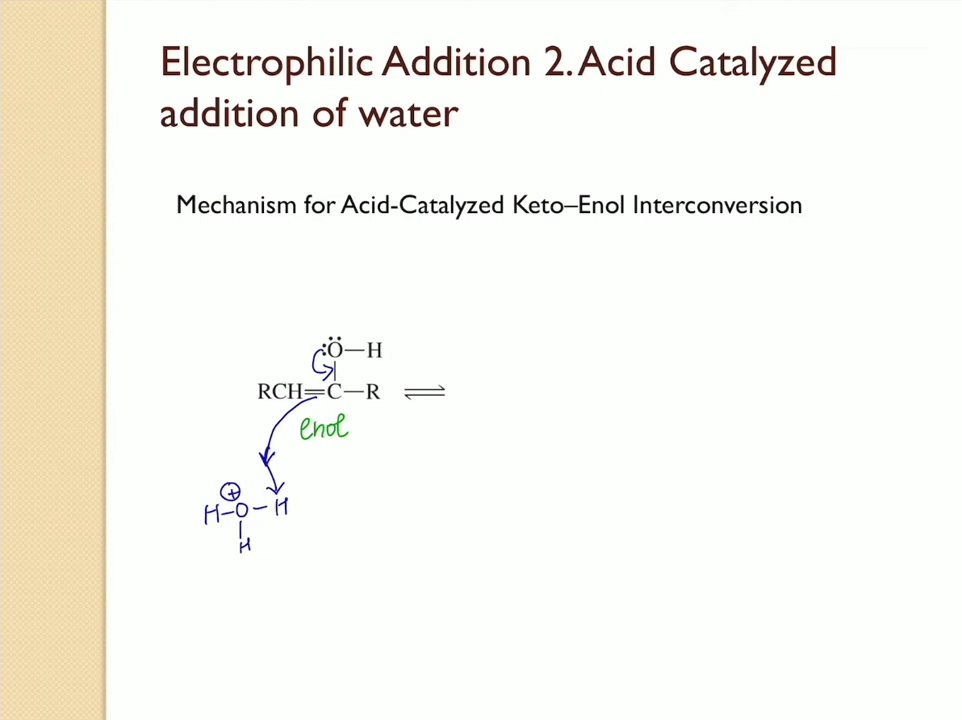 Electrophilic Addition 2. Acid Catalyzed
addition of water
Mechanism for Acid-Catalyzed Keto–Enol Interconversion
:Ö—H
RCH=C—R ⇌
enol
⊕
H–O–H
H